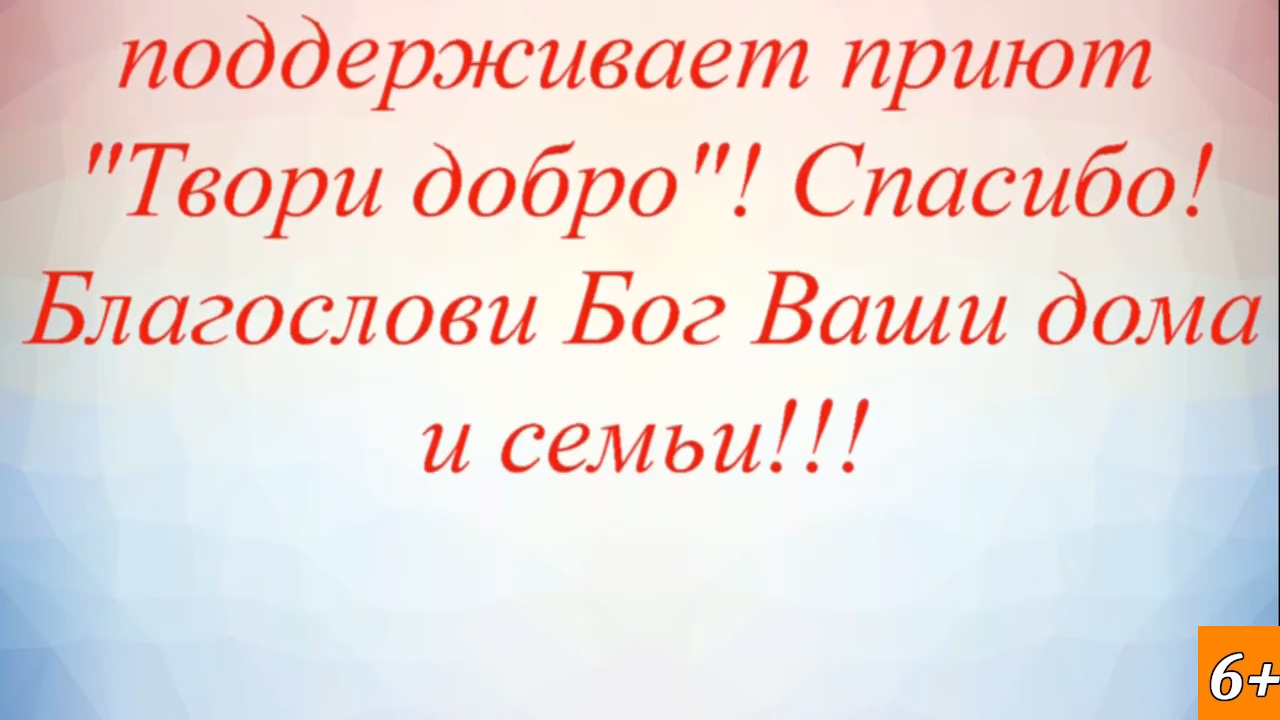 поддерживает приют
"Твори добро"! Спасибо!
Благослови Бог Ваши дома
и семьи!!!
6+